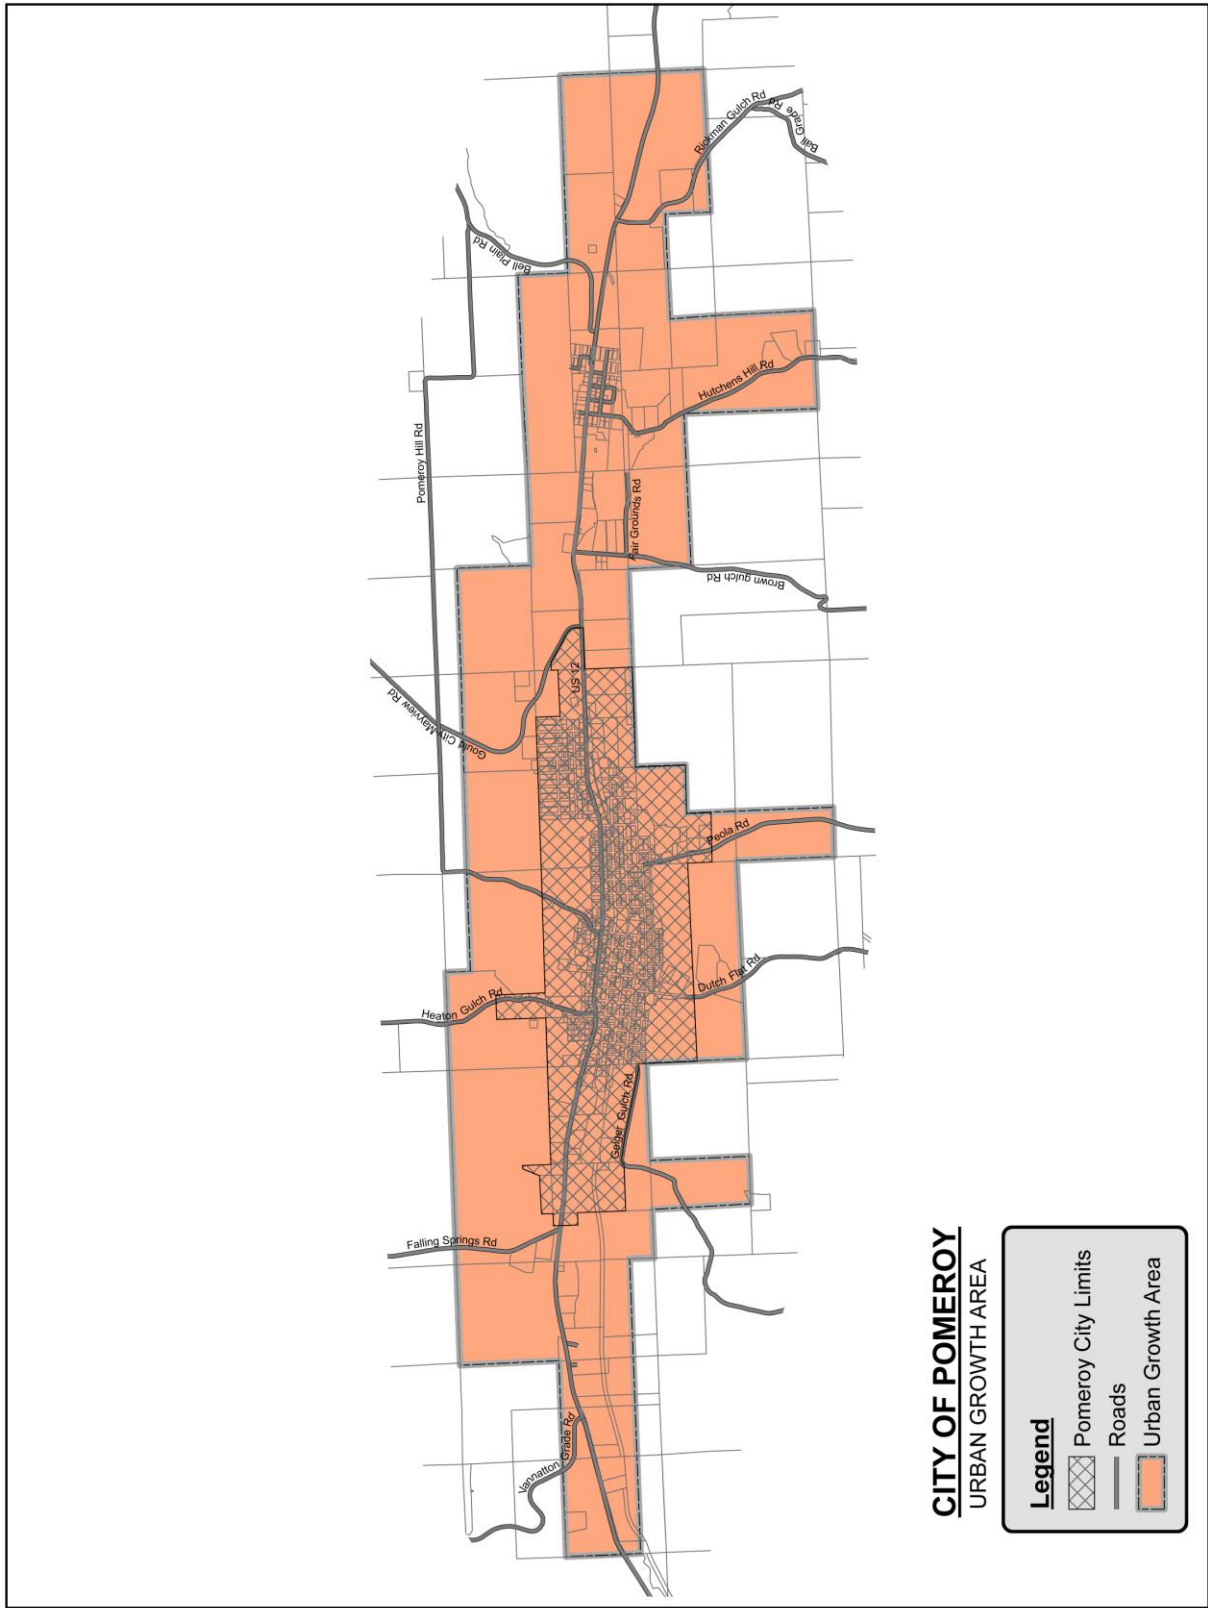 CITY OF POMEROY
URBAN GROWTH AREA
Legend
Pomeroy City Limits
Roads
Urban Growth Area
Vannatton Grade Rd
Falling Springs Rd
Heaton Gulch Rd
Gould City-Mayview Rd
Pomeroy Hill Rd
Bell Plain Rd
US 12
Geiger Gulch Rd
Dutch Flat Rd
Peola Rd
Brown gulch Rd
Fair Grounds Rd
Hutchens Hill Rd
Rickman Gulch Rd
Ball Grade Rd